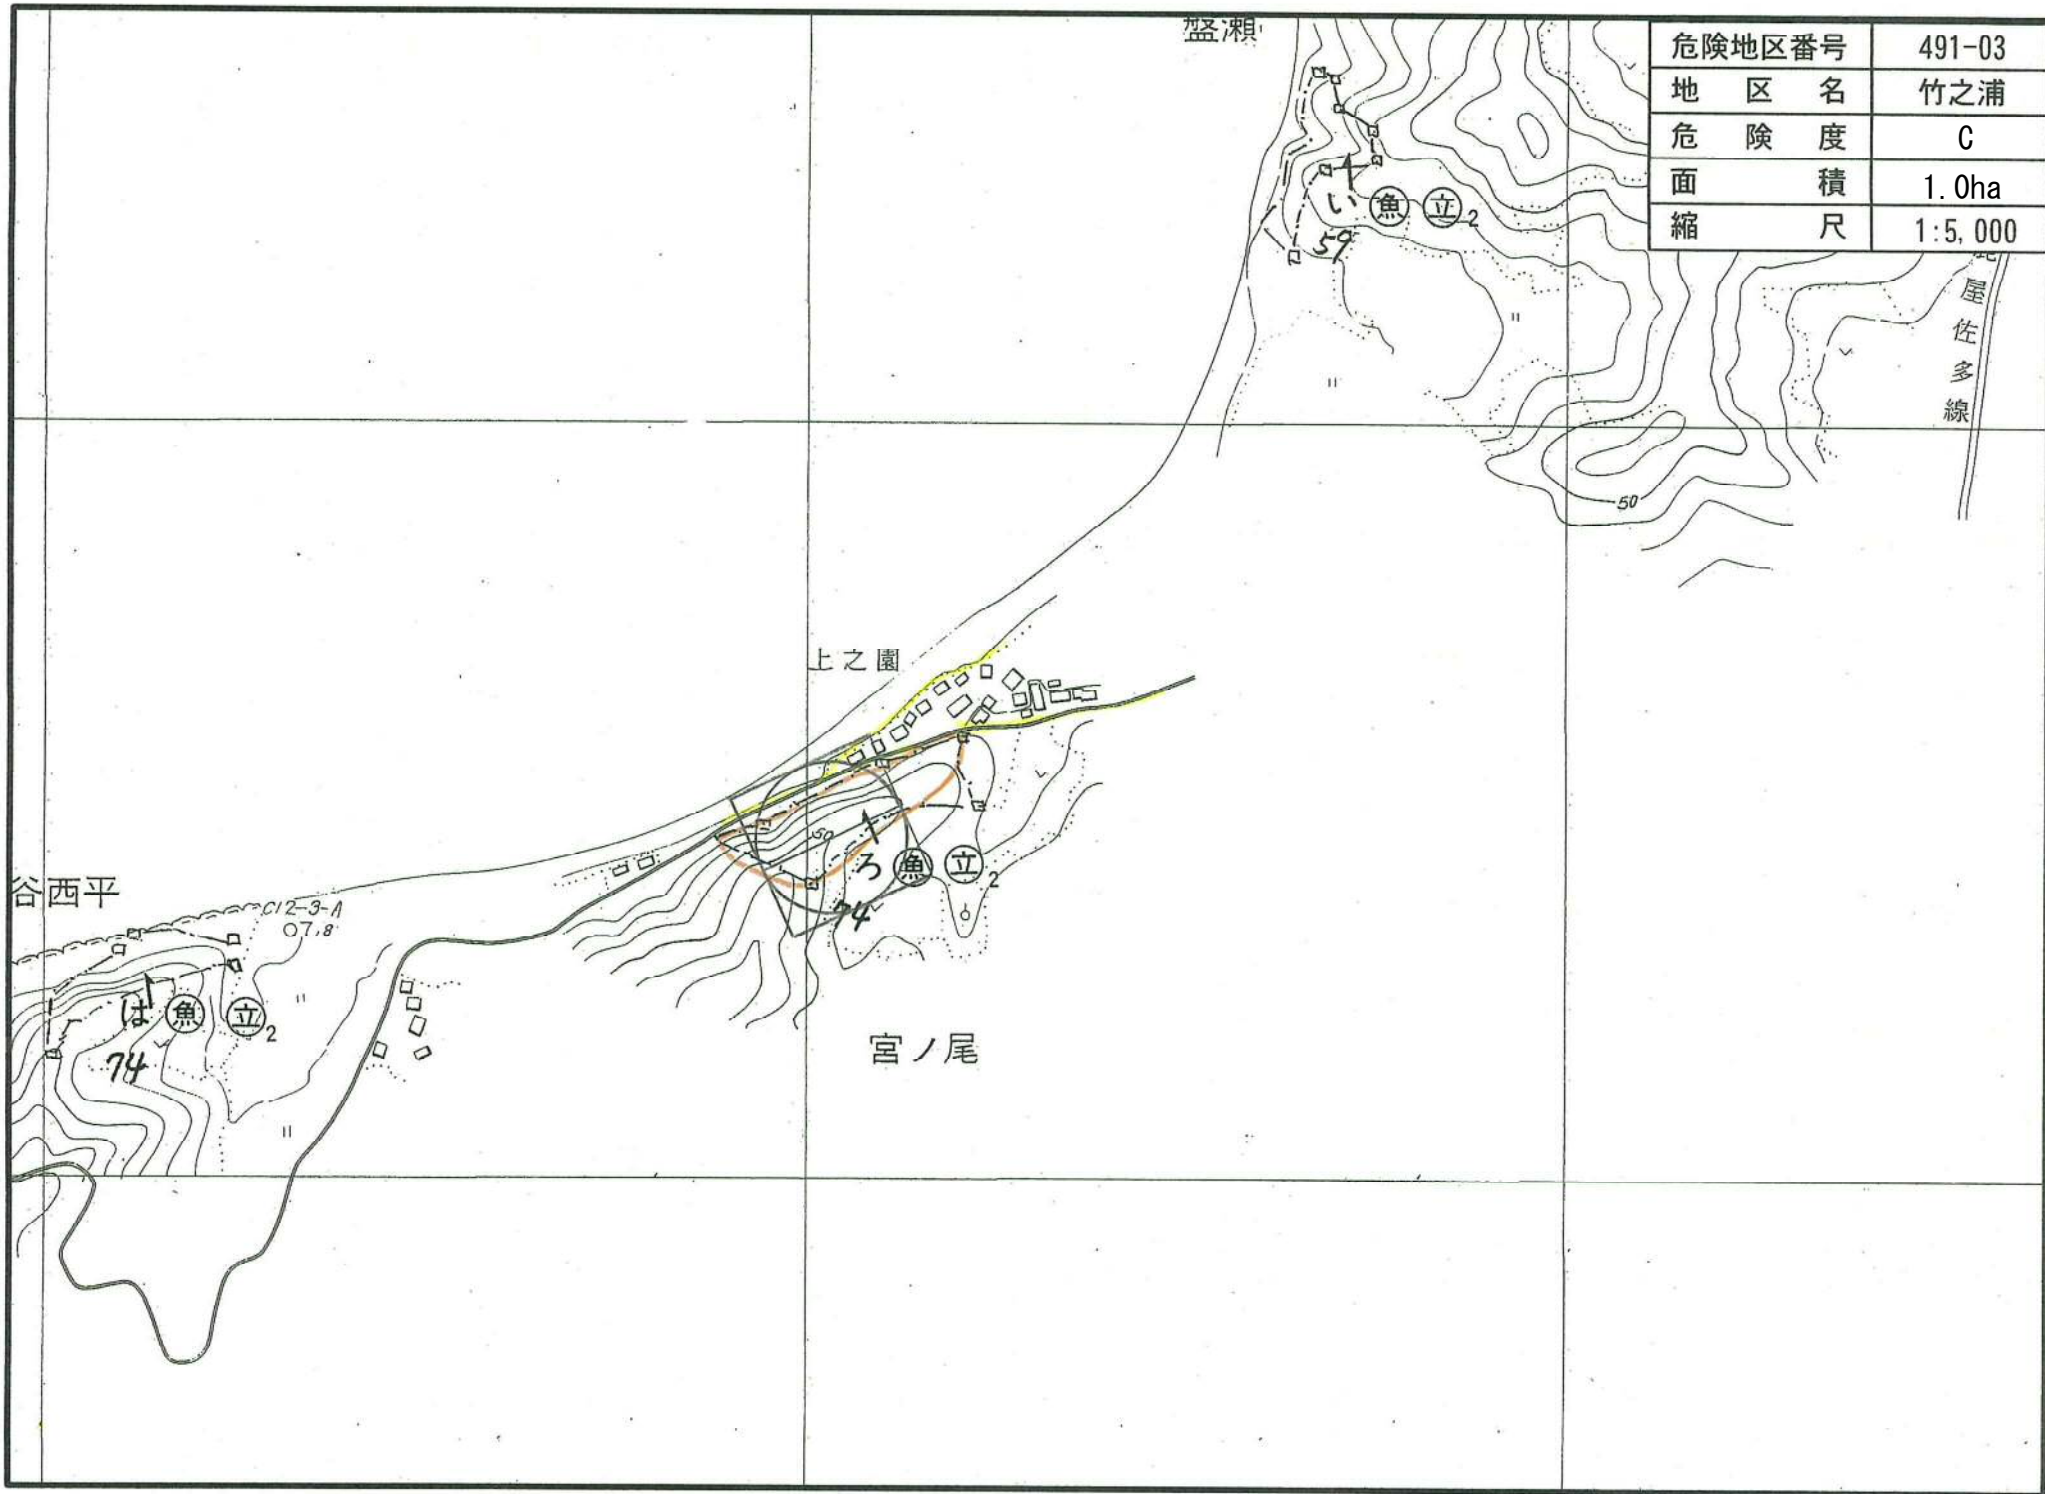 盤瀬
危険地区番号 491-03
地区名 竹之浦
危険度 C
面積 1.0ha
縮尺 1:5,000
い 魚 立2
59
屋佐多線
50
上之園
50
ろ 魚 立2
74
谷西平
C12-3-A
7.8
は 魚 立2
74
宮ノ尾